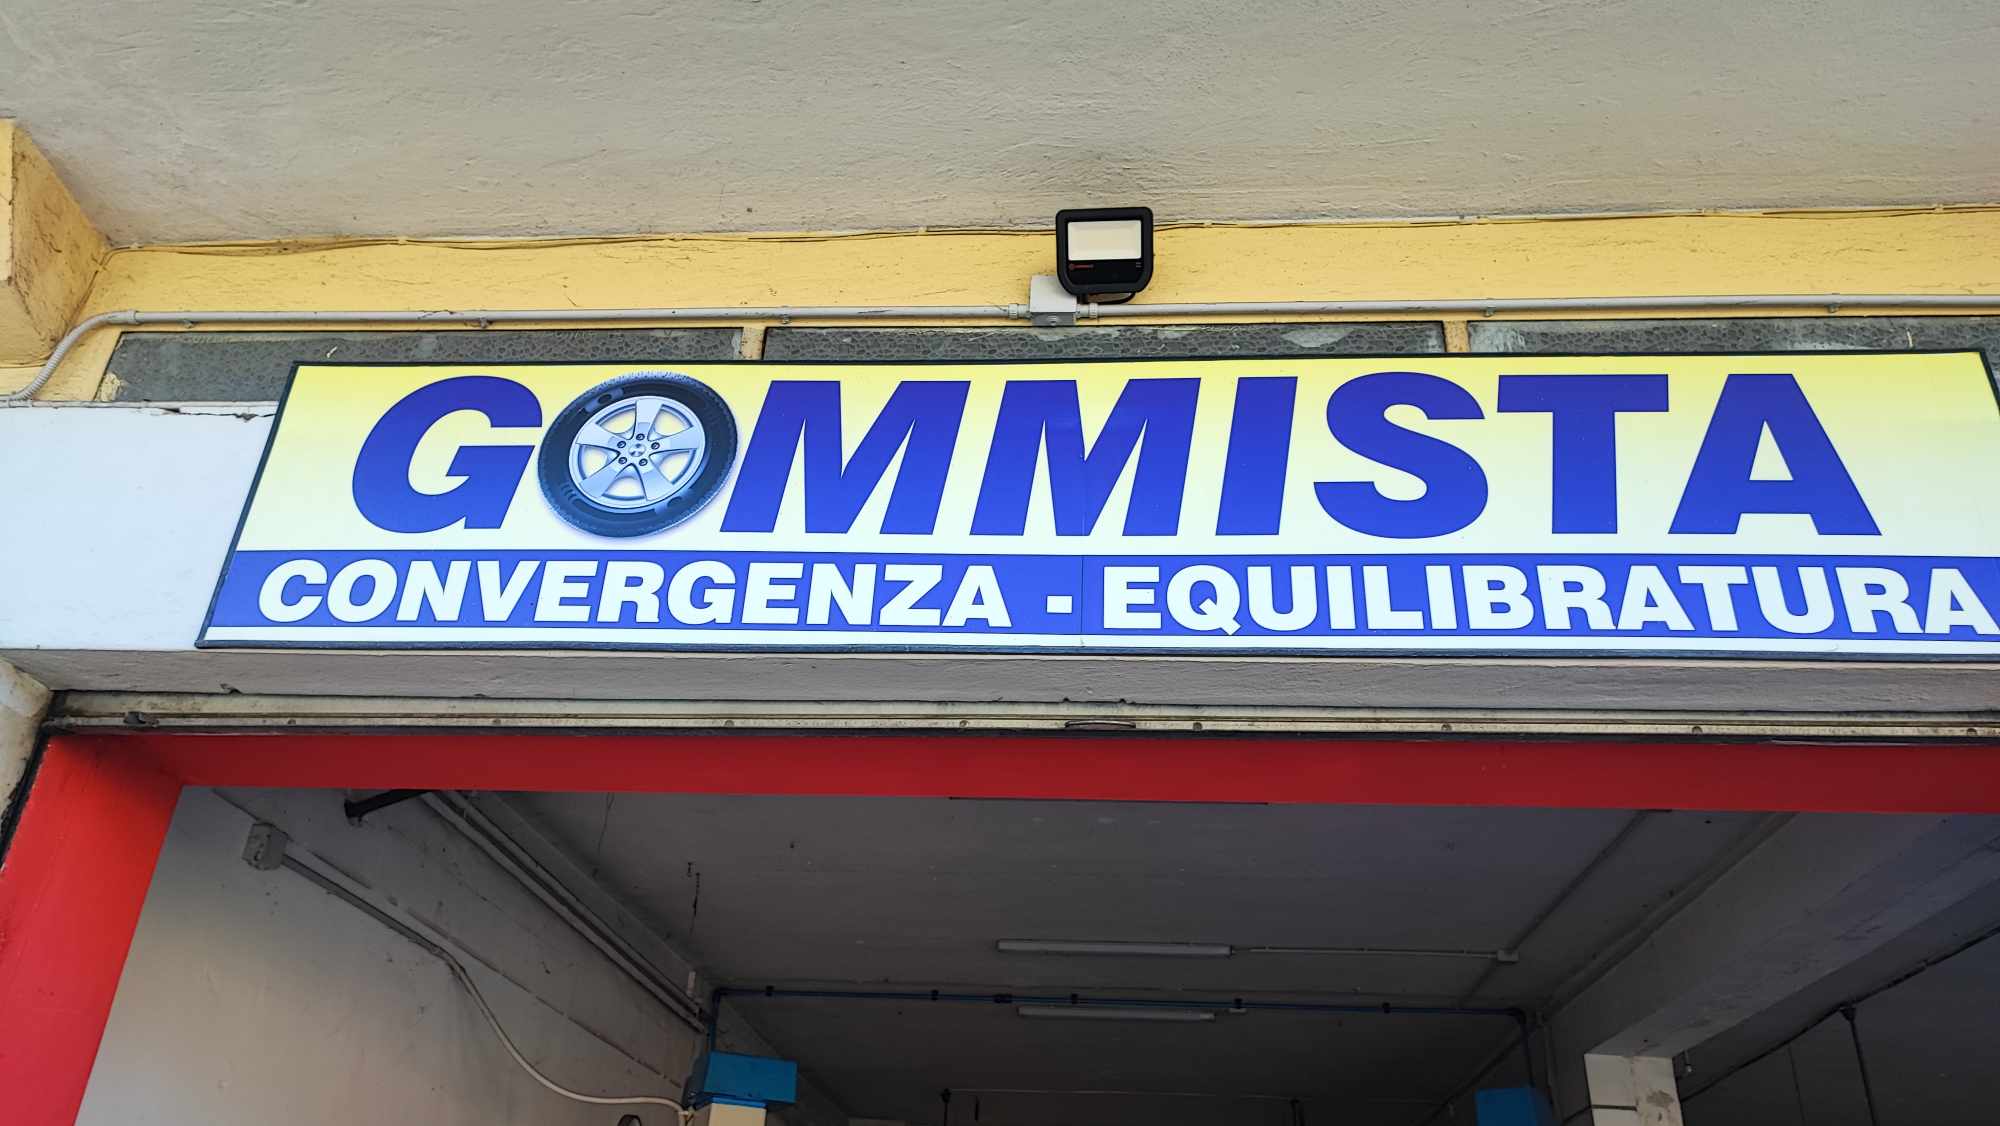 GOMMISTA
CONVERGENZA - EQUILIBRATURA